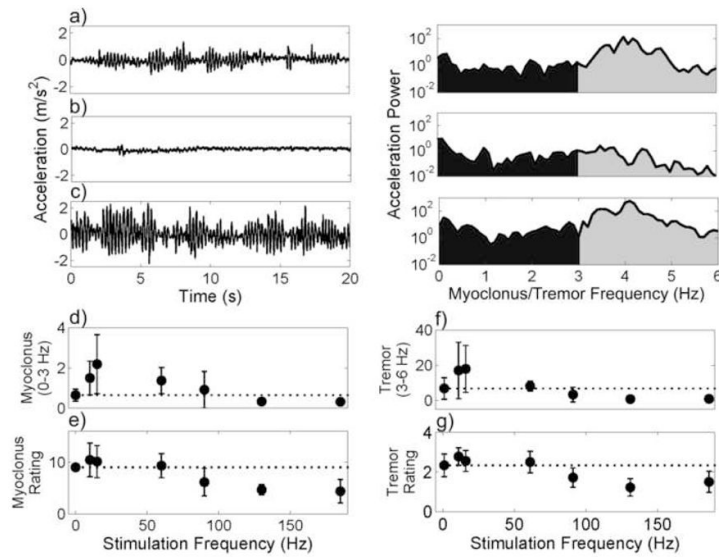 a)
2
0
-2
b)
2
0
-2
c)
2
0
-2
Acceleration (m/s²)
0 5 10 15 20
Time (s)
10²
10⁰
10⁻²
10²
10⁰
10⁻²
10²
10⁰
10⁻²
Acceleration Power
0 1 2 3 4 5 6
Myoclonus/Tremor Frequency (Hz)
d)
4
2
0
Myoclonus
(0-3 Hz)
e)
10
0
Myoclonus
Rating
0 50 100 150
Stimulation Frequency (Hz)
f)
40
20
0
Tremor
(3-6 Hz)
g)
4
2
0
Tremor
Rating
0 50 100 150
Stimulation Frequency (Hz)